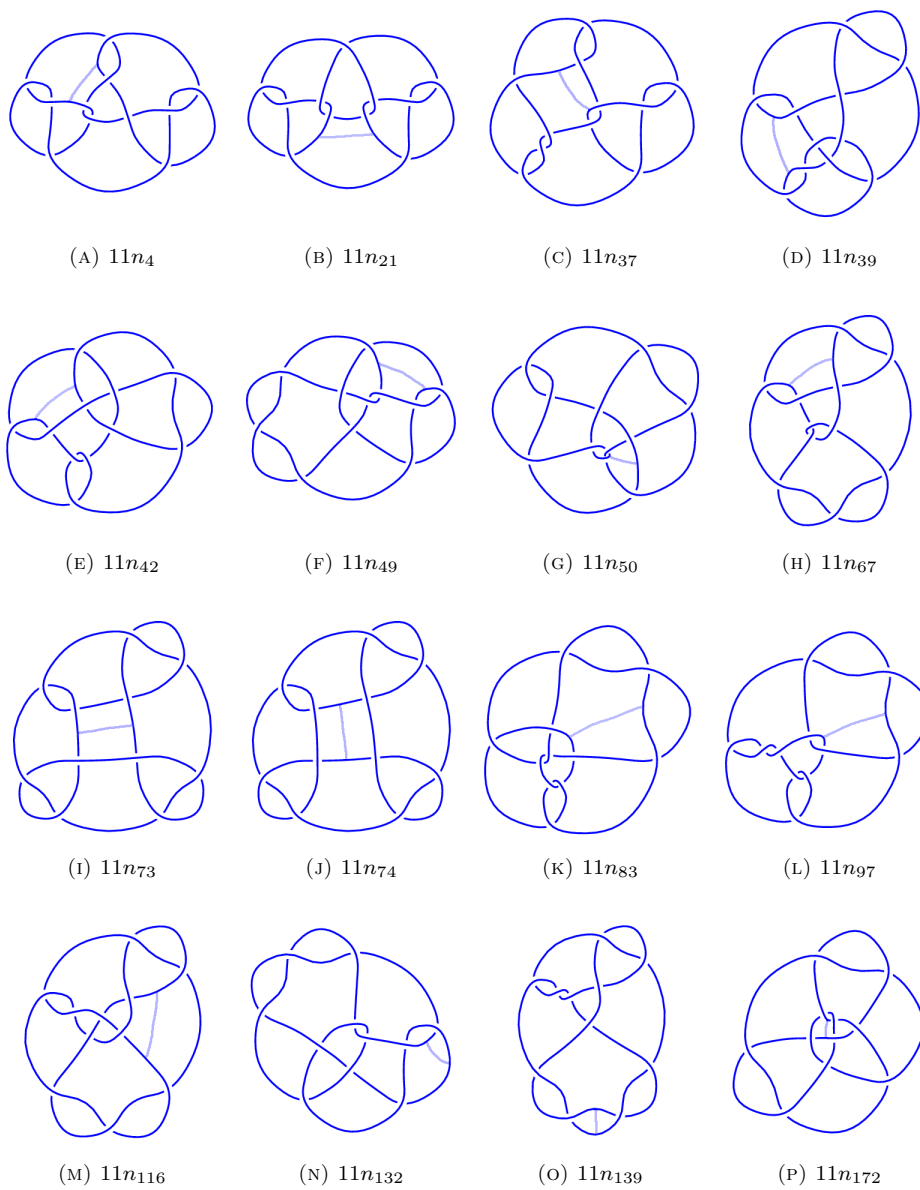 (A) 11n₄ (B) 11n₂₁ (C) 11n₃₇ (D) 11n₃₉
(E) 11n₄₂ (F) 11n₄₉ (G) 11n₅₀ (H) 11n₆₇
(I) 11n₇₃ (J) 11n₇₄ (K) 11n₈₃ (L) 11n₉₇
(M) 11n₁₁₆ (N) 11n₁₃₂ (O) 11n₁₃₉ (P) 11n₁₇₂